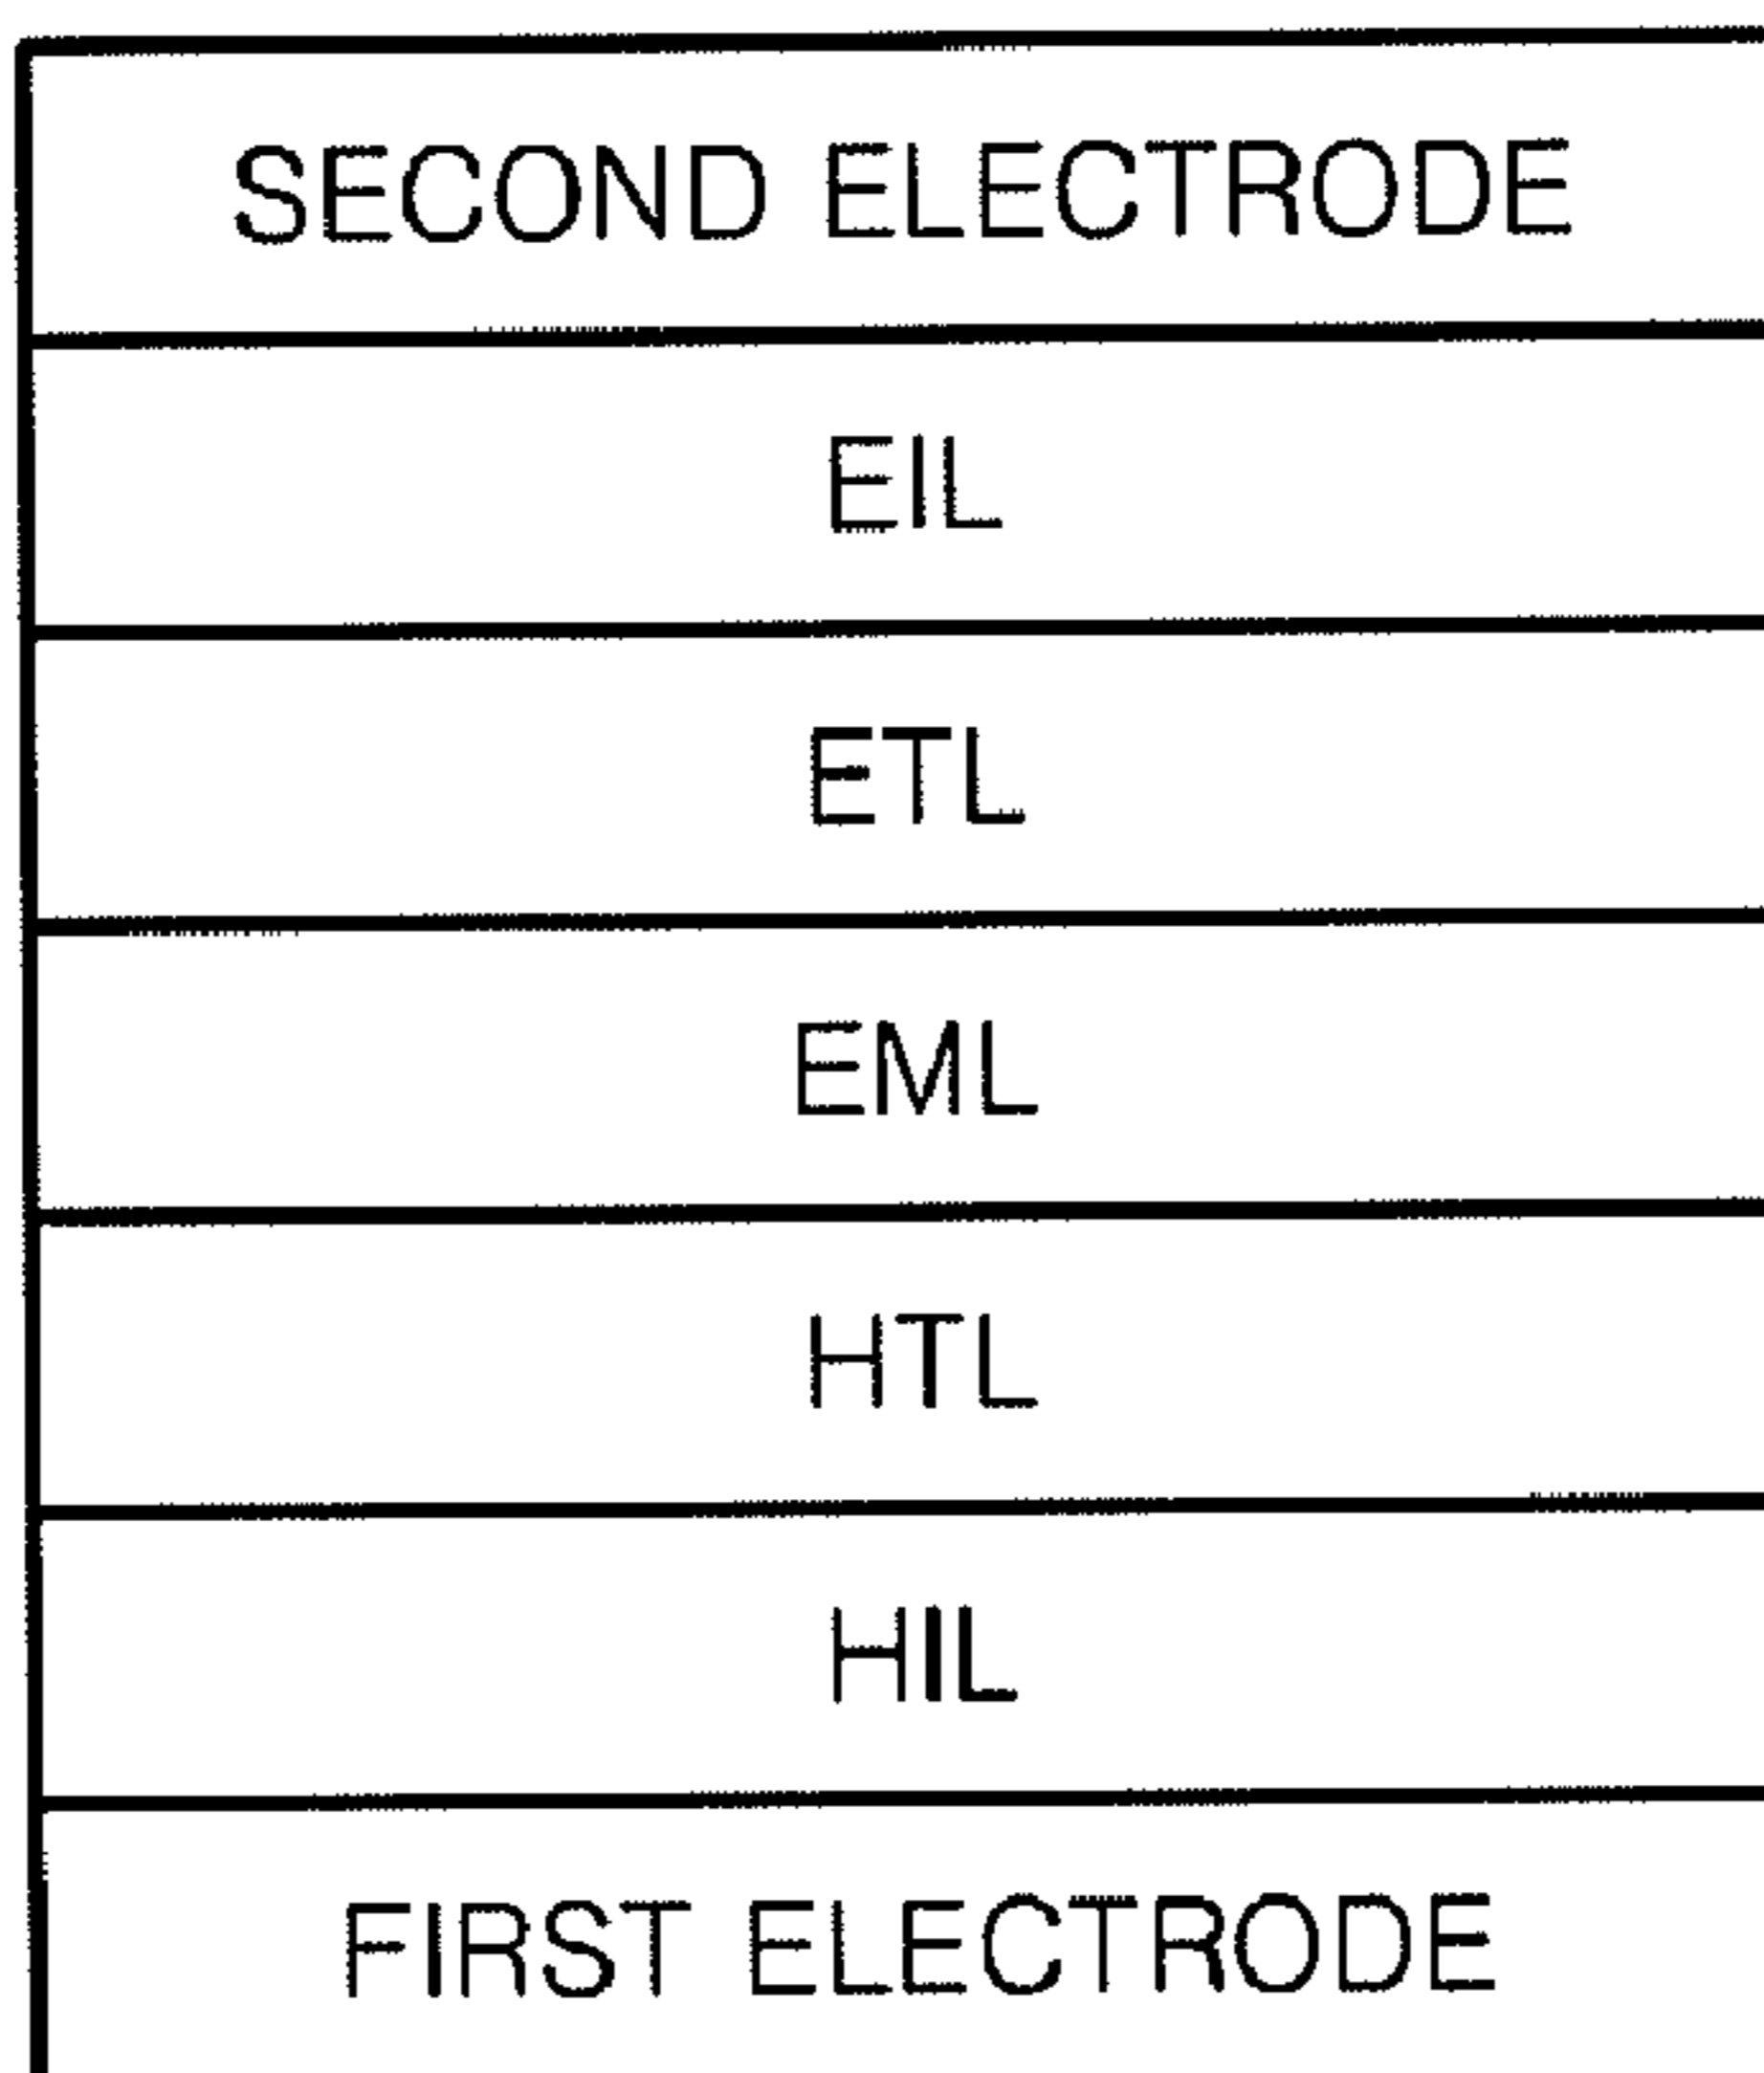 SECOND ELECTRODE
EIL
ETL
EML
HTL
HIL
FIRST ELECTRODE